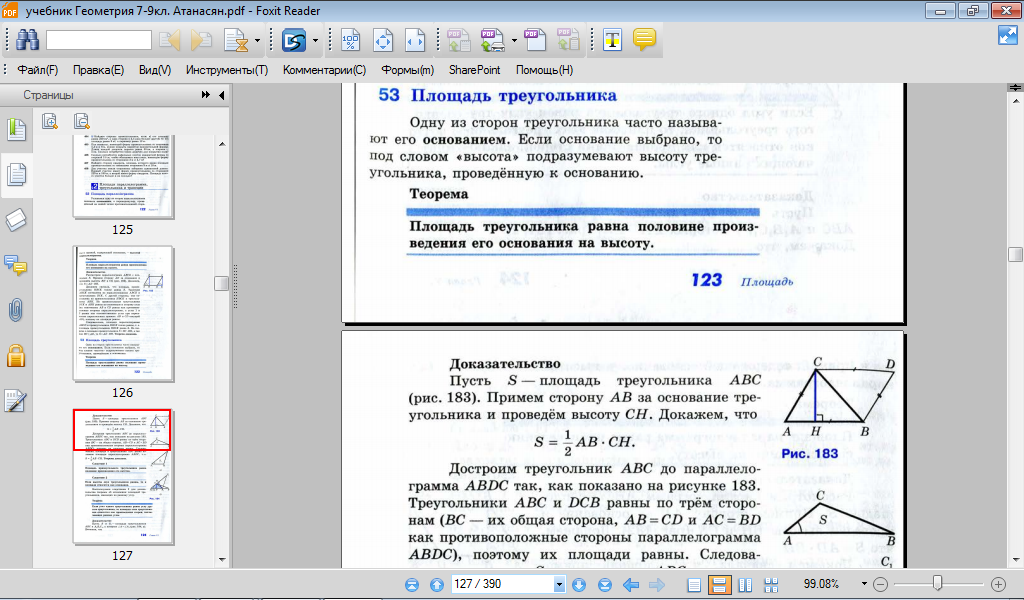 учебник Геометрия 7-9кл. Атанасян.pdf - Foxit Reader
Файл(F) Правка(E) Вид(V) Инструменты(T) Комментарии(C) Формы(m) SharePoint Помощь(H)
Страницы
125
126
127
53 Площадь треугольника
Одну из сторон треугольника часто называ-
ют его основанием. Если основание выбрано, то
под словом «высота» подразумевают высоту тре-
угольника, проведённую к основанию.
Теорема
Площадь треугольника равна половине произ-
ведения его основания на высоту.
123 Площадь
Доказательство
Пусть S — площадь треугольника ABC
(рис. 183). Примем сторону AB за основание тре-
угольника и проведём высоту CH. Докажем, что
S = 1/2 AB · CH.
Достроим треугольник ABC до параллело-
грамма ABDC так, как показано на рисунке 183.
Треугольники ABC и DCB равны по трём сторо-
нам (BC — их общая сторона, AB = CD и AC = BD
как противоположные стороны параллелограмма
ABDC), поэтому их площади равны. Следова-
C D
A H B
Рис. 183
C
S
A B
C₁
127 / 390
99.08%